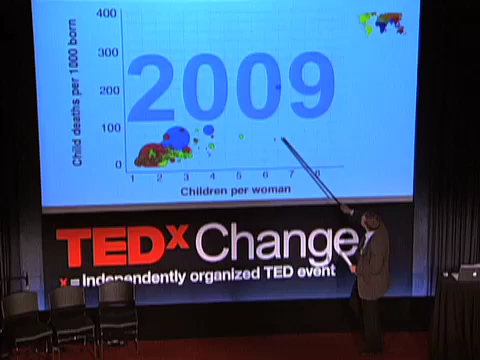 400
300
200
100
0
Child deaths per 1000 born
2009
1 2 3 4 5 6 7 8
Children per woman
TEDx Change
x = Independently organized TED event